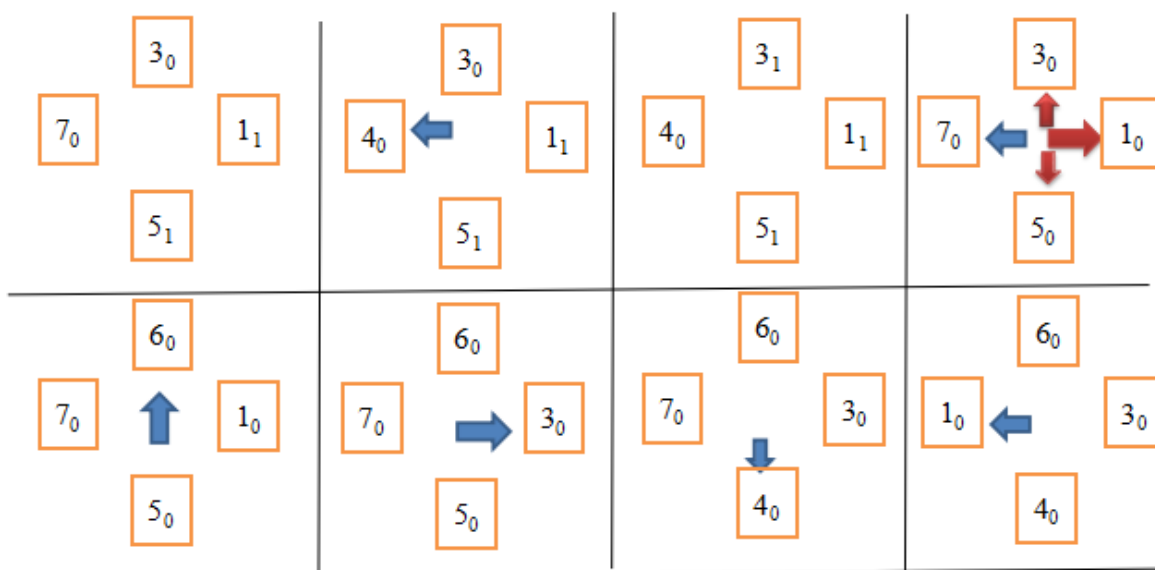 3₀ 3₀ 3₁ 3₀
7₀ 1₁ 4₀ 1₁ 4₀ 1₁ 7₀ 1₀
5₁ 5₁ 5₁ 5₀
6₀ 6₀ 6₀ 6₀
7₀ 1₀ 7₀ 3₀ 7₀ 3₀ 1₀ 3₀
5₀ 5₀ 4₀ 4₀